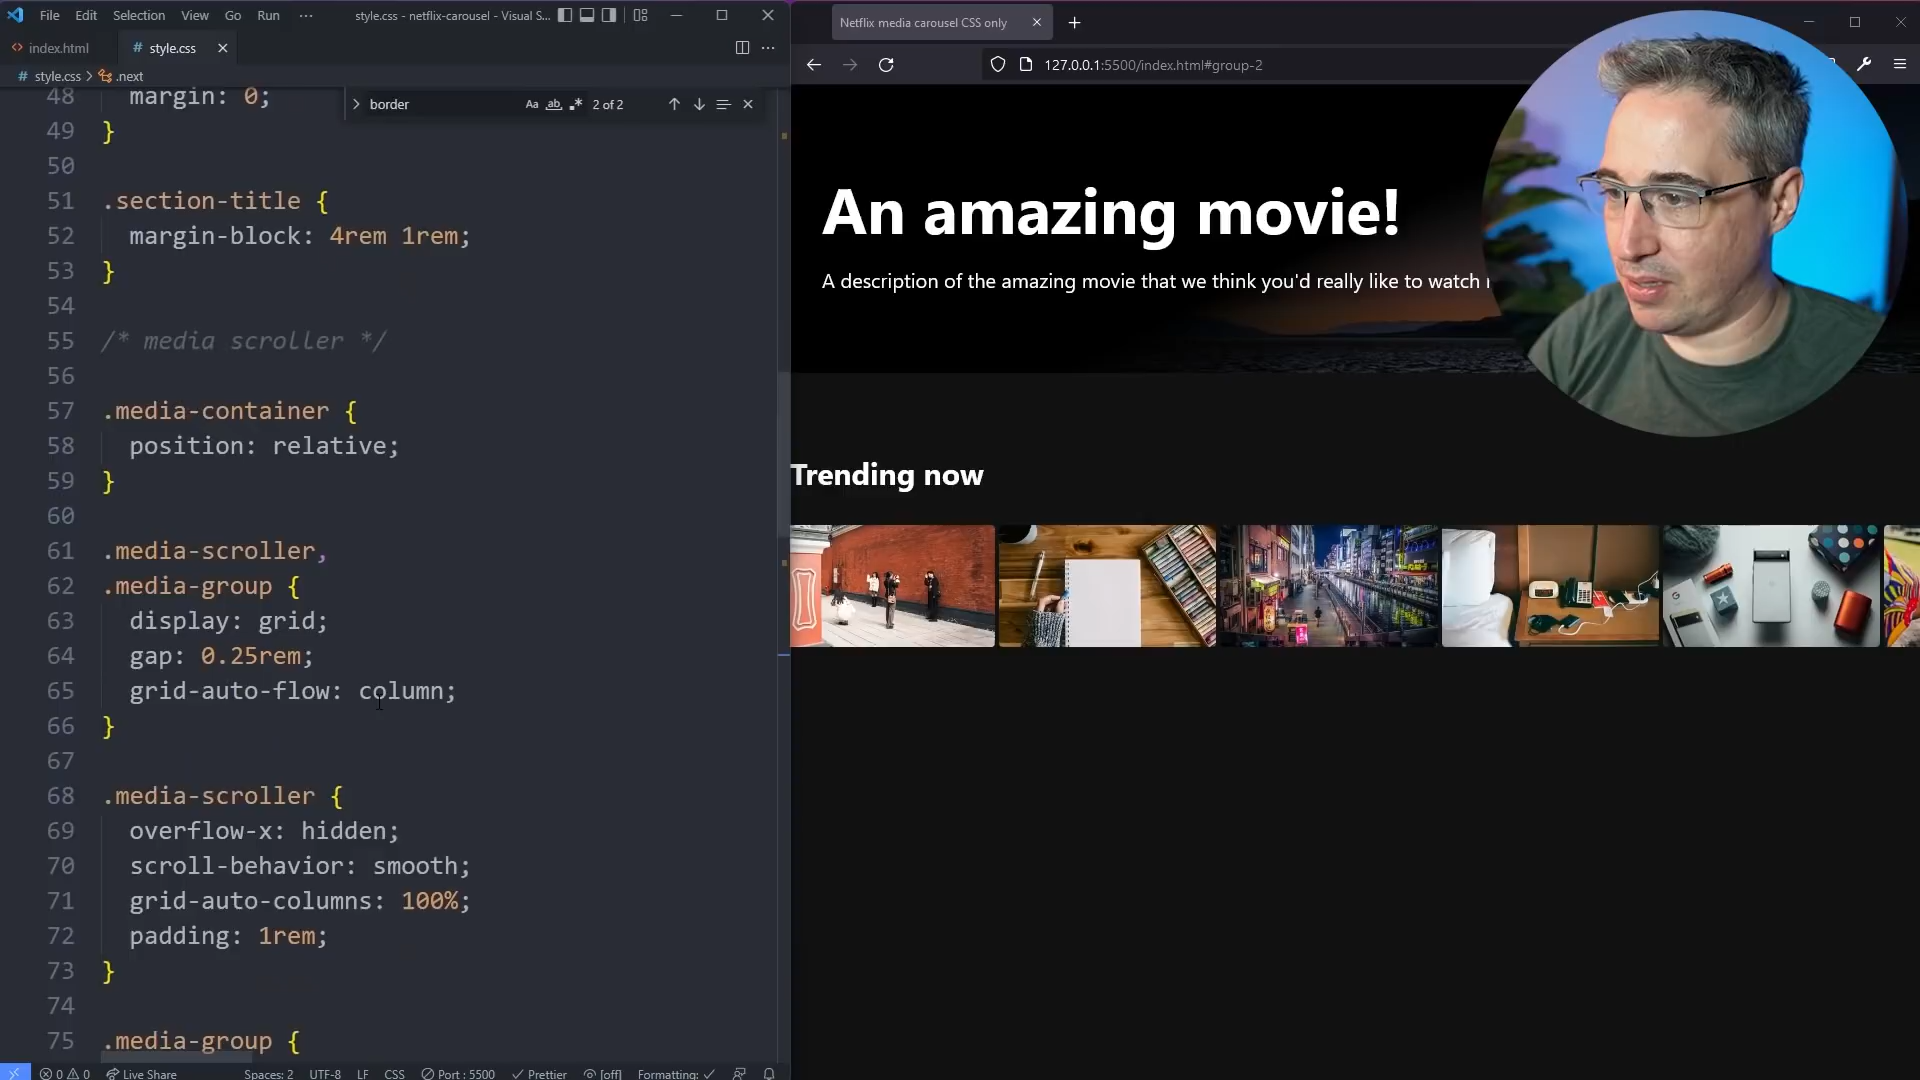 File Edit Selection View Go Run ··· style.css - netflix-carousel - Visual S...
index.html # style.css
# style.css > .next
border Aa ab 2 of 2
48 margin: 0;
49 }
50
51 .section-title {
52 margin-block: 4rem 1rem;
53 }
54
55 /* media scroller */
56
57 .media-container {
58 position: relative;
59 }
60
61 .media-scroller,
62 .media-group {
63 display: grid;
64 gap: 0.25rem;
65 grid-auto-flow: column;
66 }
67
68 .media-scroller {
69 overflow-x: hidden;
70 scroll-behavior: smooth;
71 grid-auto-columns: 100%;
72 padding: 1rem;
73 }
74
75 .media-group {
0 0 Live Share Spaces: 2 UTF-8 LF CSS Port : 5500 Prettier [off] Formatting:
Netflix media carousel CSS only
127.0.0.1:5500/index.html#group-2
An amazing movie!
A description of the amazing movie that we think you'd really like to watch
Trending now